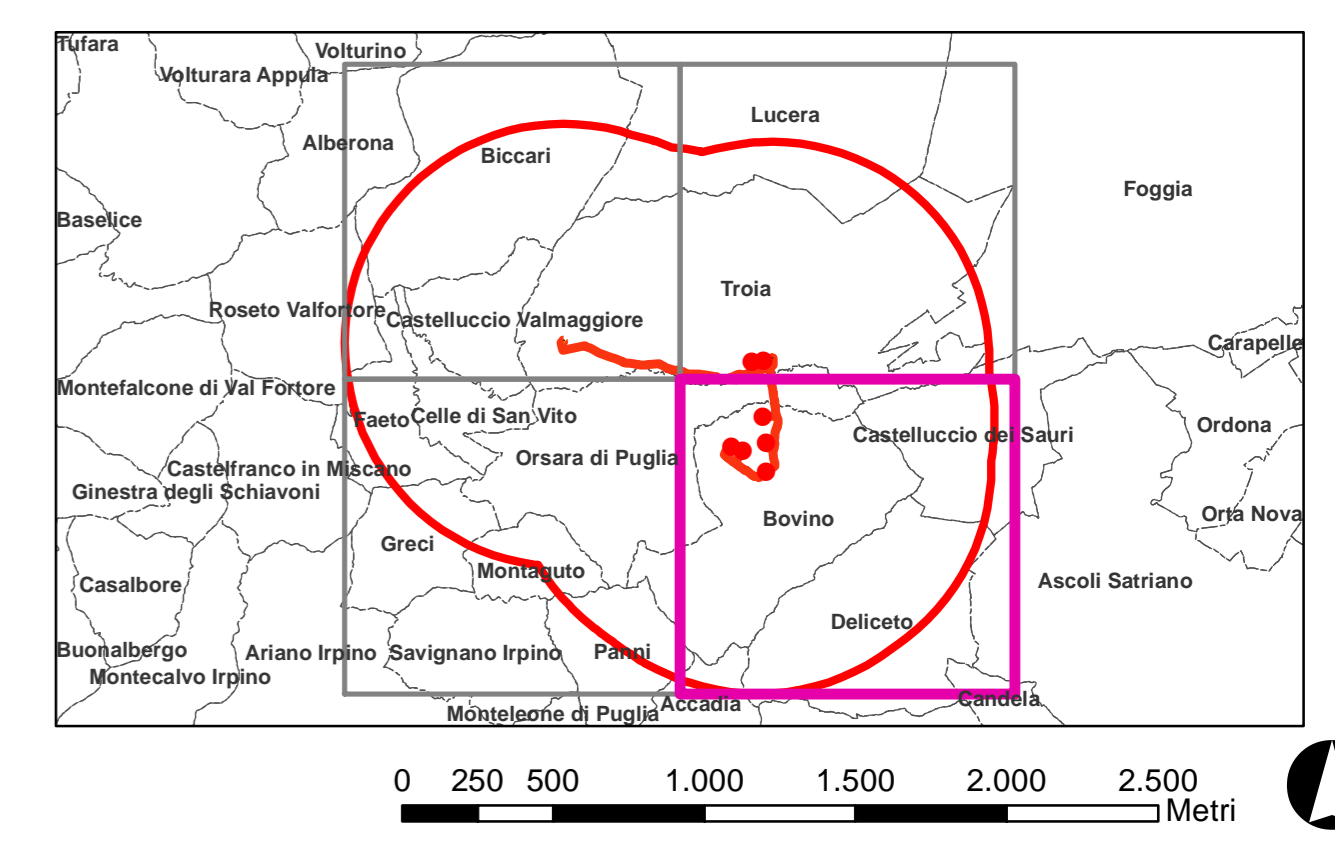 Tufara
Volturino
Volturara Appula
Lucera
Alberona
Biccari
Foggia
Baselice
Troia
Roseto Valfortore
Castelluccio Valmaggiore
Carapelle
Montefalcone di Val Fortore
Faeto
Celle di San Vito
Ordona
Castelluccio dei Sauri
Orsara di Puglia
Castelfranco in Miscano
Ginestra degli Schiavoni
Bovino
Orta Nova
Greci
Montaguto
Casalbore
Ascoli Satriano
Deliceto
Buonalbergo
Ariano Irpino
Savignano Irpino
Panni
Montecalvo Irpino
Accadia
Candela
Monteleone di Puglia
0 250 500 1.000 1.500 2.000 2.500
Metri